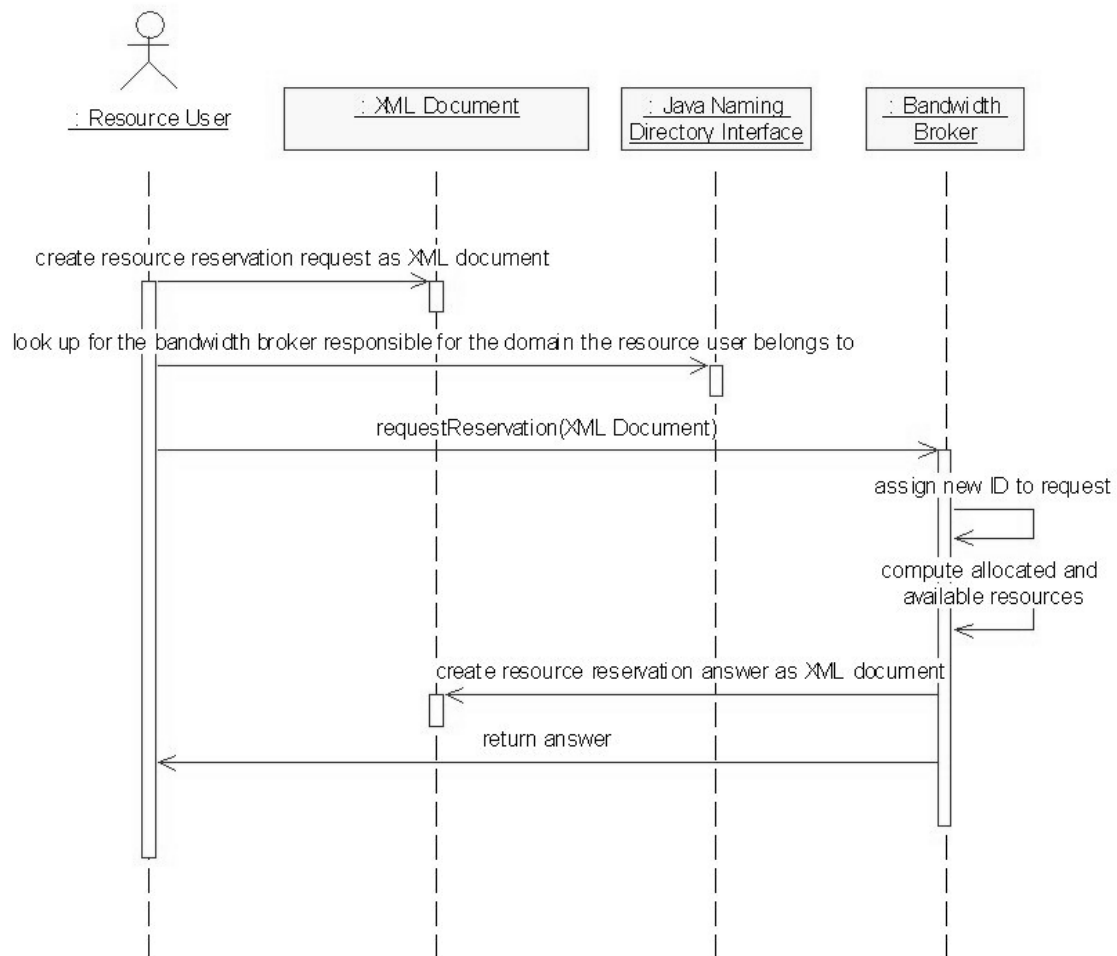 : Resource User
: XML Document
: Java Naming
Directory Interface
: Bandwidth
Broker
create resource reservation request as XML document
look up for the bandwidth broker responsible for the domain the resource user belongs to
requestReservation(XML Document)
assign new ID to request
compute allocated and
available resources
create resource reservation answer as XML document
return answer